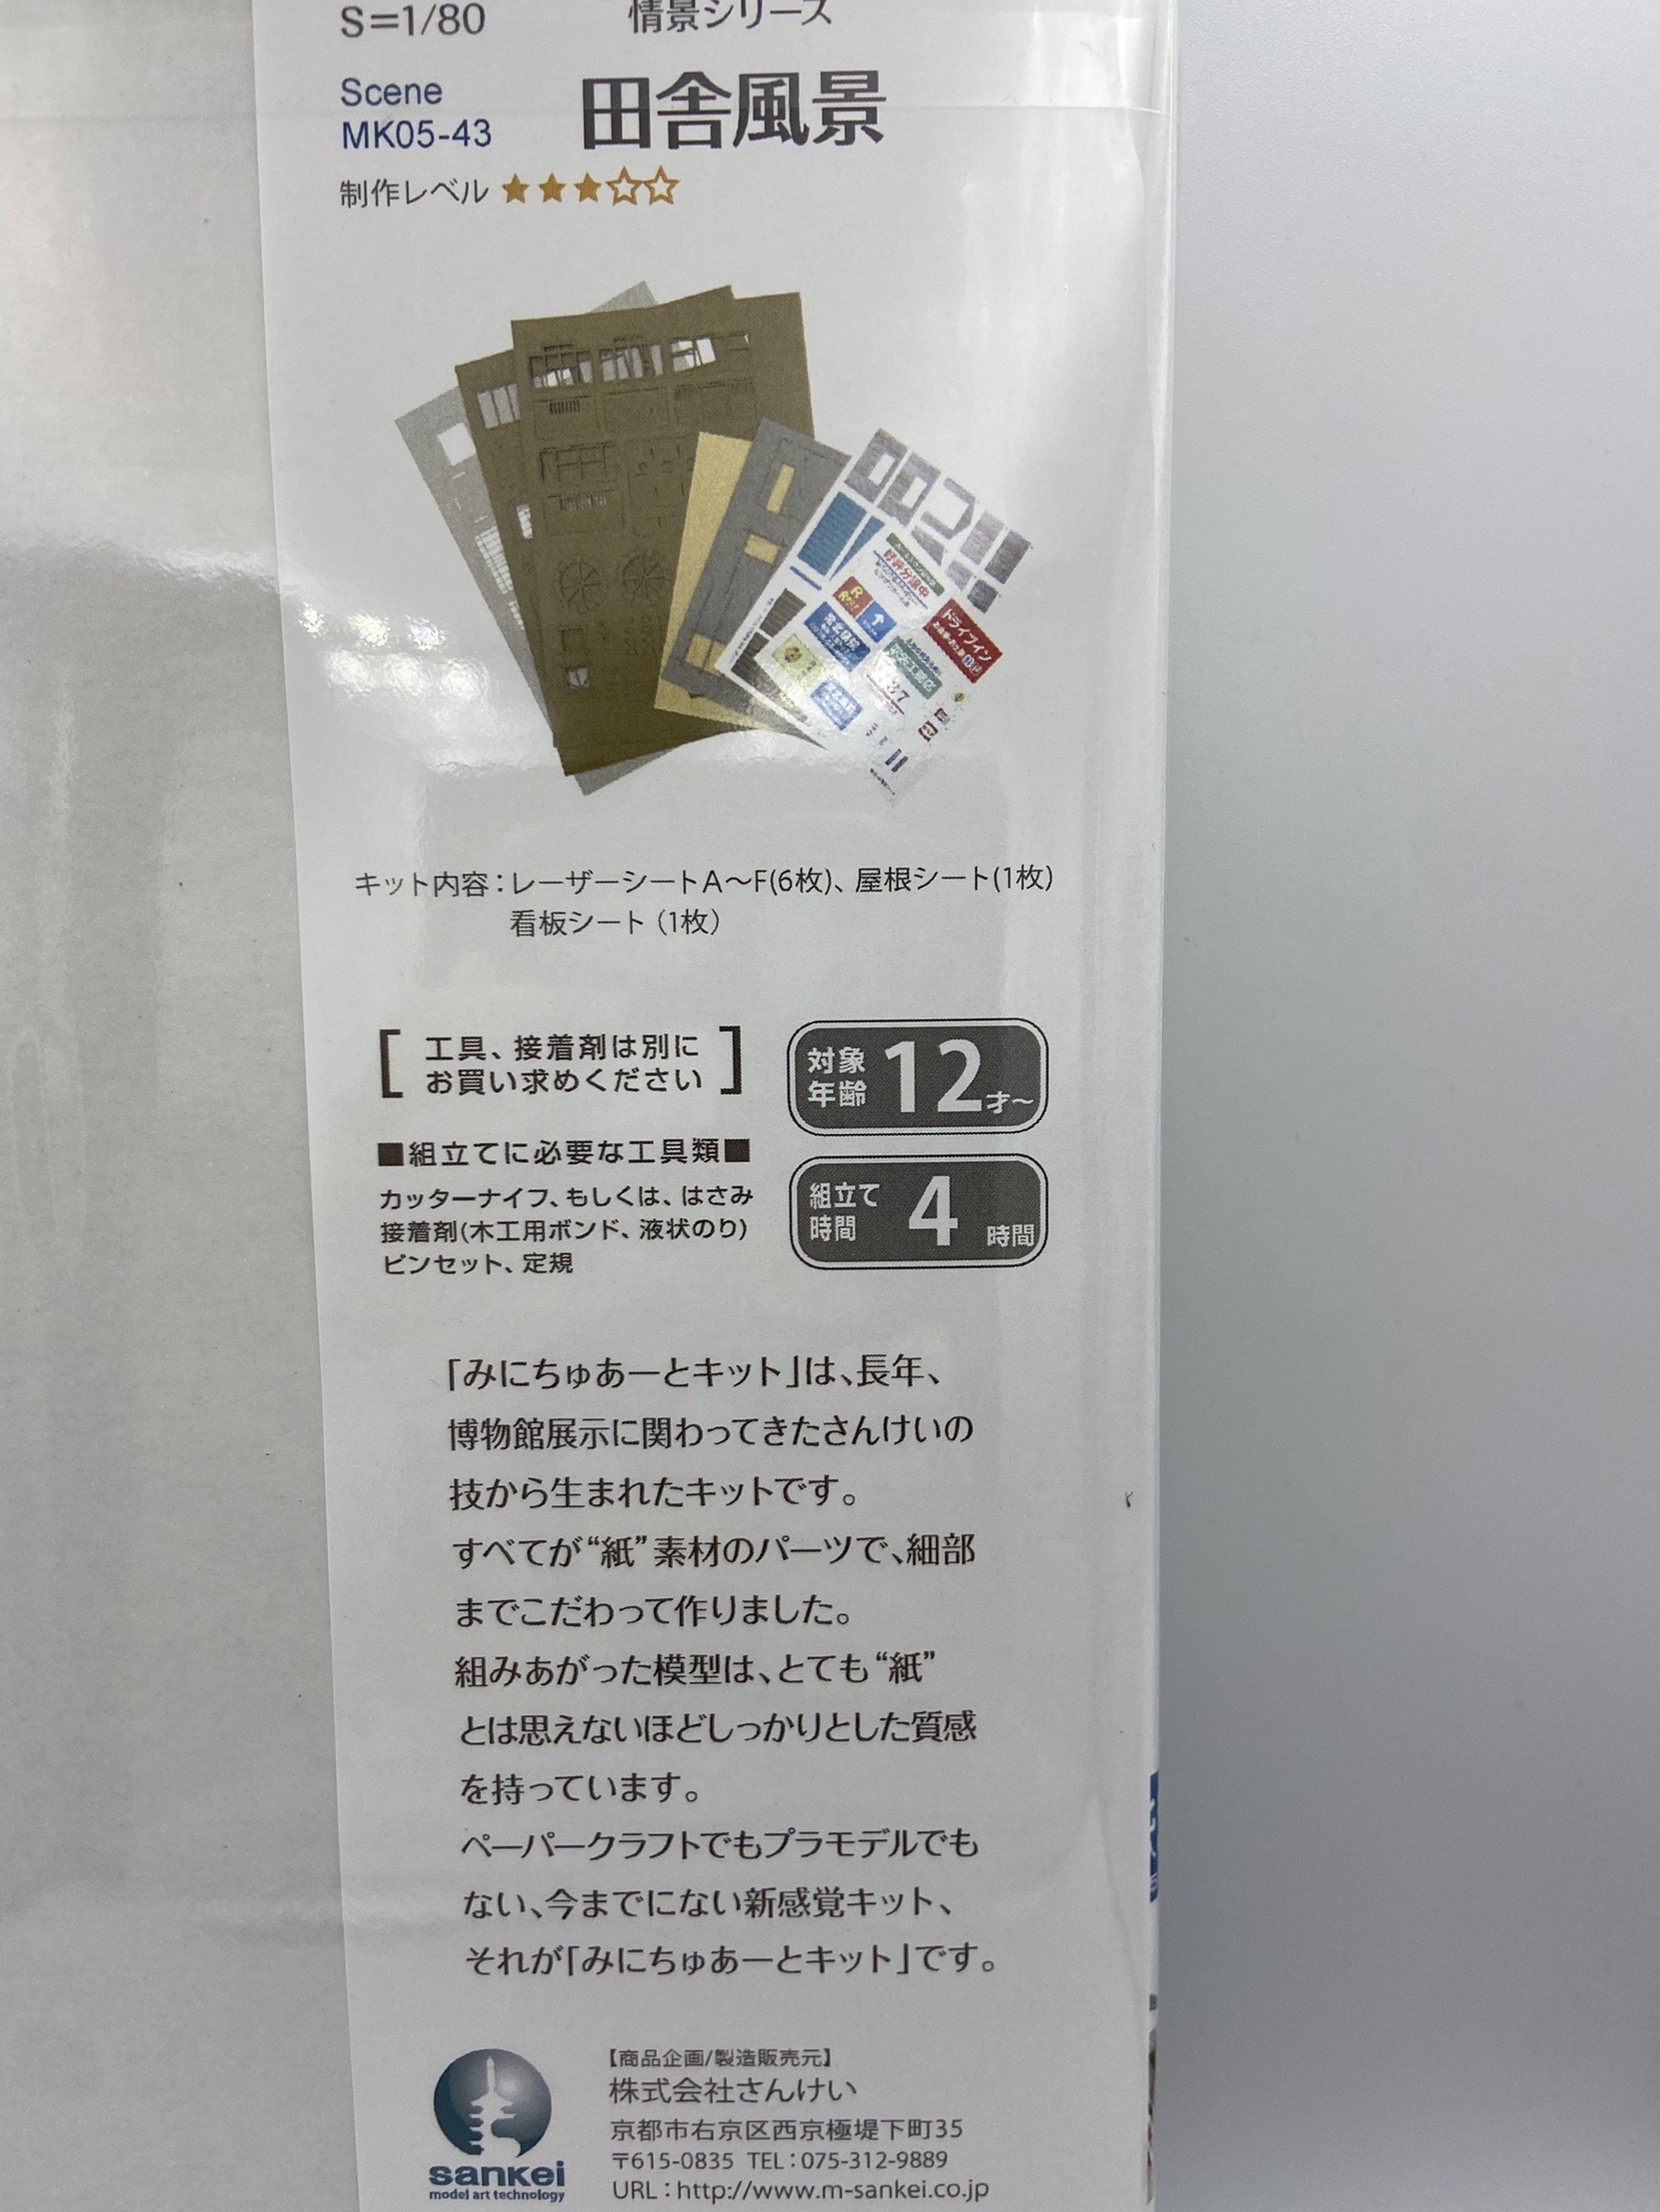 S=1/80
情景シリーズ
Scene
MK05-43
田舎風景
制作レベル ★★★☆☆
好評分譲中
ドライブイン
キット内容：レーザーシートA～F(6枚)、屋根シート(1枚)
看板シート（1枚）
工具、接着剤は別に
お買い求めください
対象
年齢 12才～
■組立てに必要な工具類■
カッターナイフ、もしくは、はさみ
接着剤(木工用ボンド、液状のり)
ピンセット、定規
組立て
時間 4 時間
「みにちゅあーとキット」は、長年、
博物館展示に関わってきたさんけいの
技から生まれたキットです。
すべてが“紙”素材のパーツで、細部
までこだわって作りました。
組みあがった模型は、とても“紙”
とは思えないほどしっかりとした質感
を持っています。
ペーパークラフトでもプラモデルでも
ない、今までにない新感覚キット、
それが「みにちゅあーとキット」です。
sankei
model art technology
【商品企画/製造販売元】
株式会社さんけい
京都市右京区西京極堤下町35
〒615-0835 TEL：075-312-9889
URL：http://www.m-sankei.co.jp